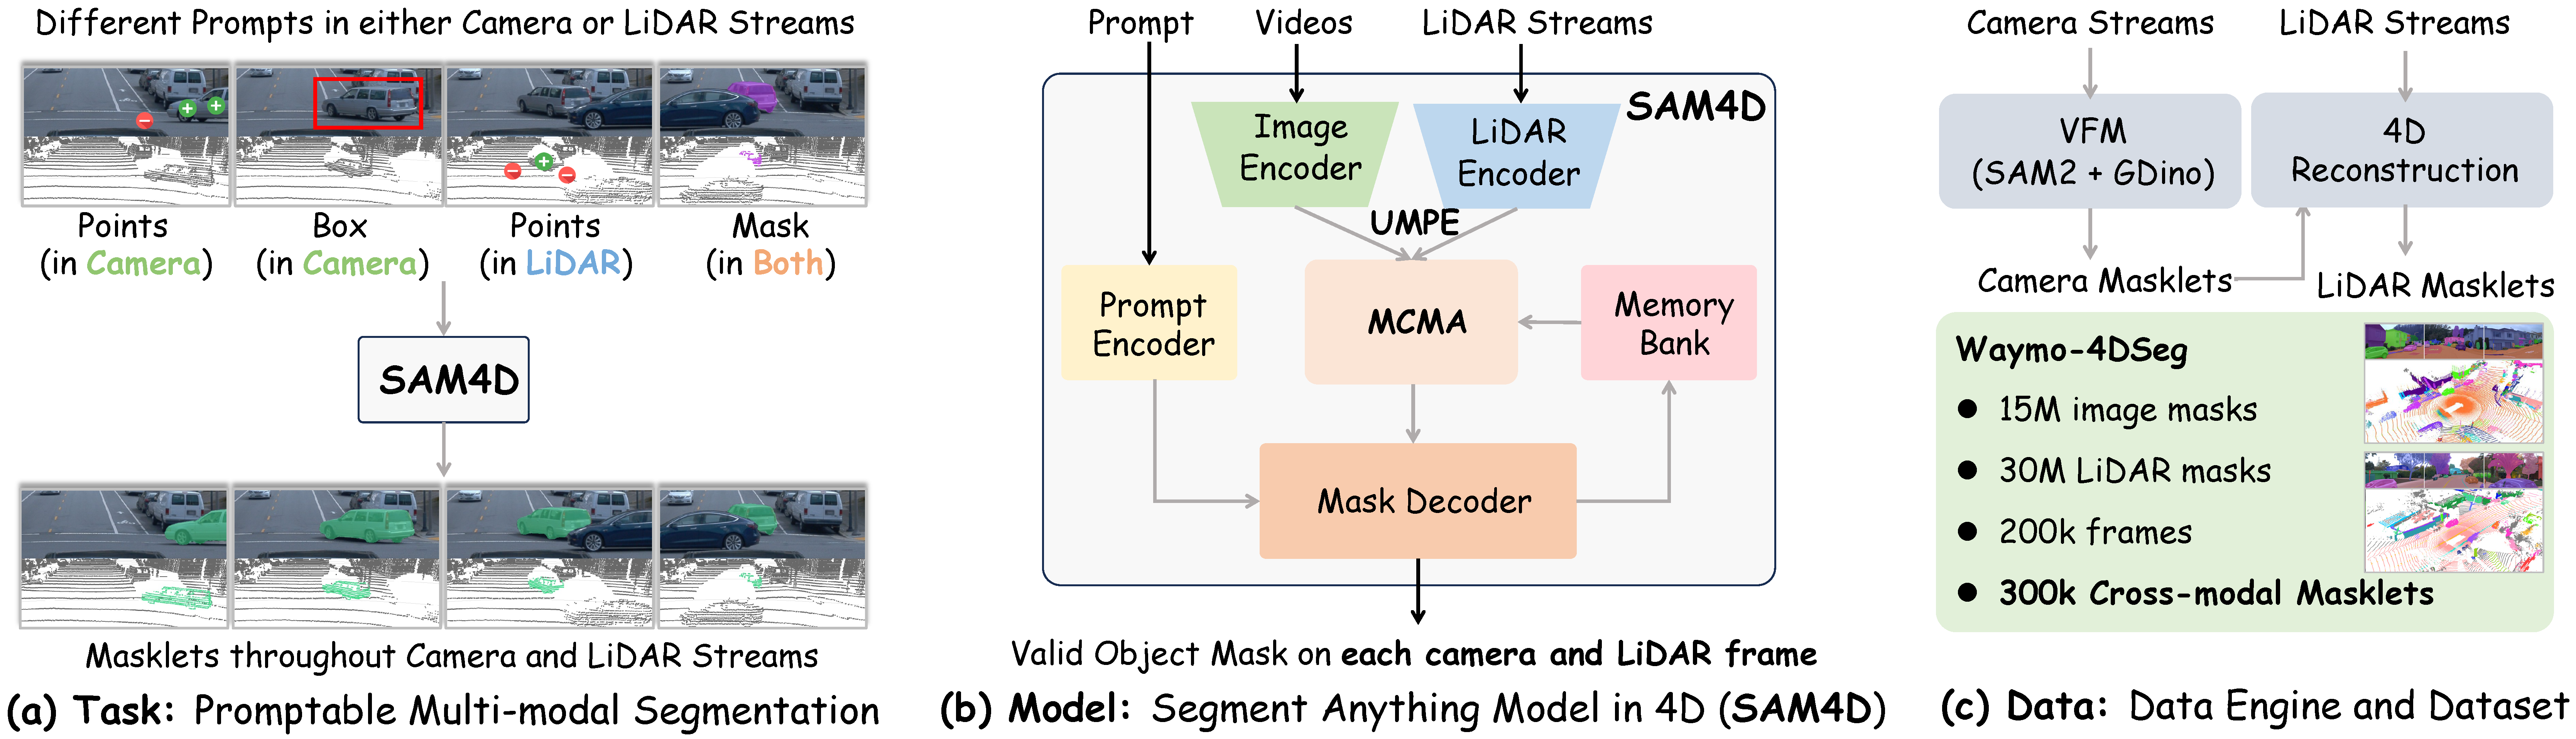 Different Prompts in either Camera or LiDAR Streams
Points
(in Camera)
Box
(in Camera)
Points
(in LiDAR)
Mask
(in Both)
SAM4D
Masklets throughout Camera and LiDAR Streams
(a) Task: Promptable Multi-modal Segmentation
Prompt
Videos
LiDAR Streams
SAM4D
Image
Encoder
LiDAR
Encoder
UMPE
Prompt
Encoder
MCMA
Memory
Bank
Mask Decoder
Valid Object Mask on each camera and LiDAR frame
(b) Model: Segment Anything Model in 4D (SAM4D)
Camera Streams
LiDAR Streams
VFM
(SAM2 + GDino)
4D
Reconstruction
Camera Masklets
LiDAR Masklets
Waymo-4DSeg
● 15M image masks
● 30M LiDAR masks
● 200k frames
● 300k Cross-modal Masklets
(c) Data: Data Engine and Dataset